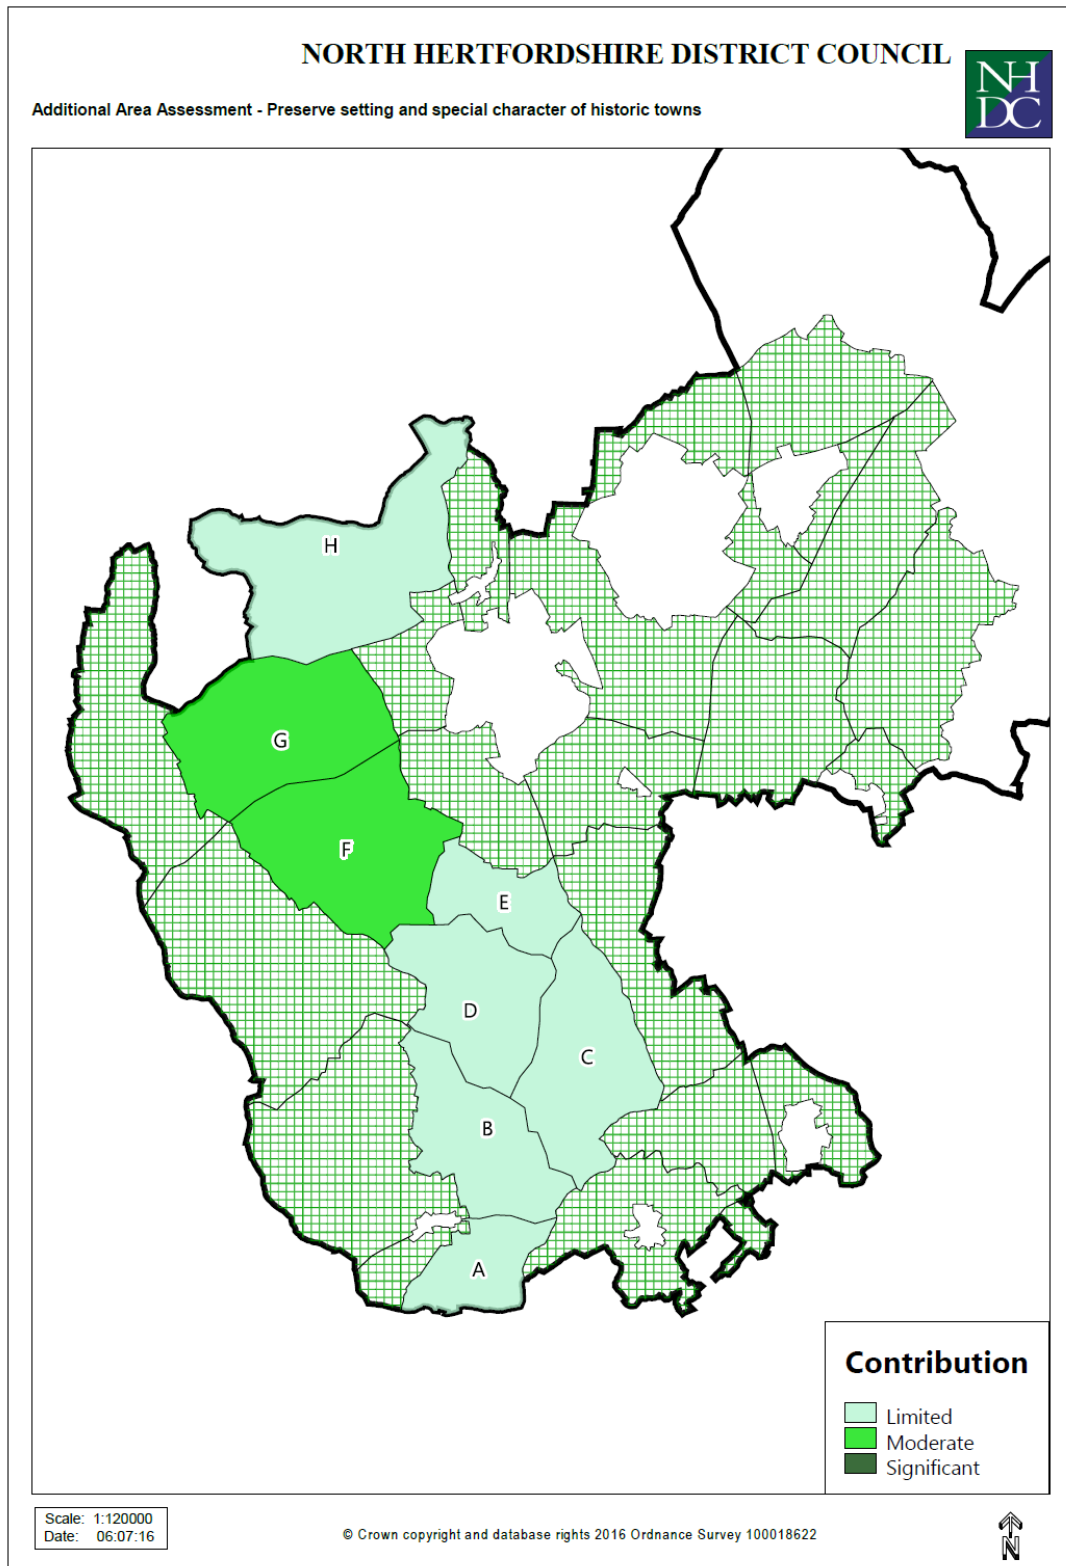 NORTH HERTFORDSHIRE DISTRICT COUNCIL
NH
DC
Additional Area Assessment - Preserve setting and special character of historic towns
H
G
F
E
D
C
B
A
Contribution
Limited
Moderate
Significant
Scale: 1:120000
Date: 06:07:16
© Crown copyright and database rights 2016 Ordnance Survey 100018622
N